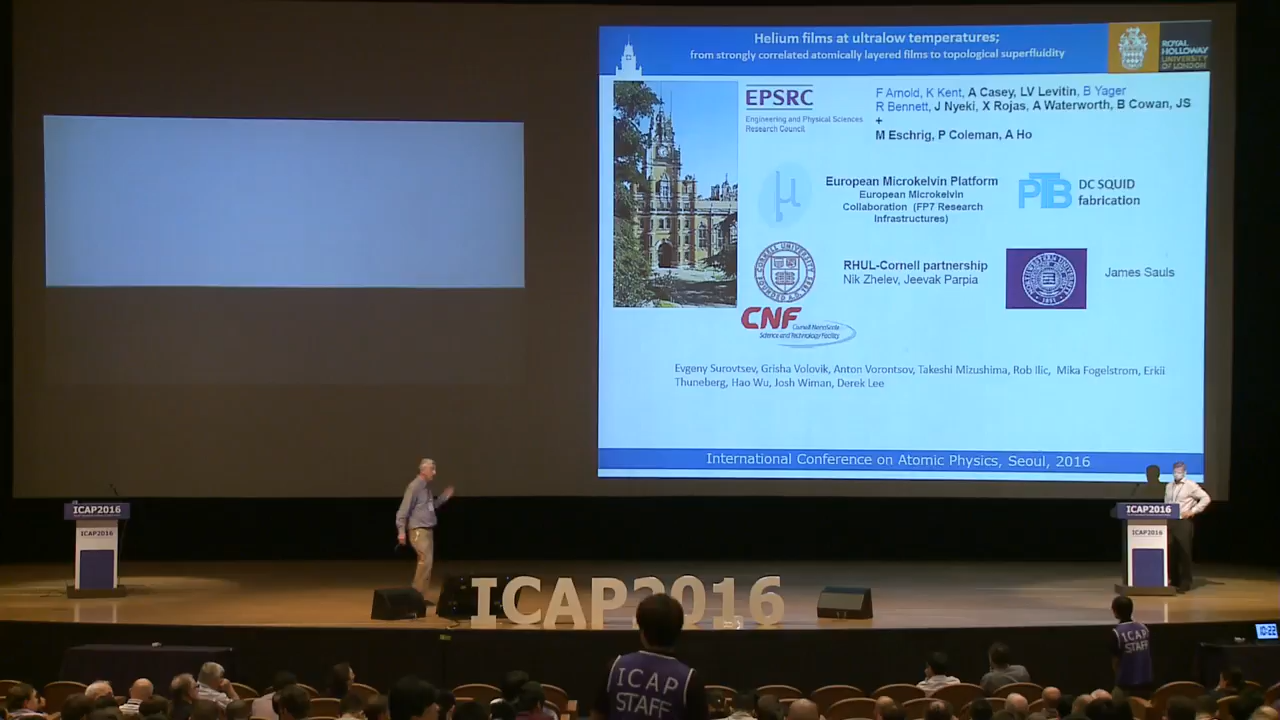 Helium films at ultralow temperatures;
from strongly correlated atomically layered films to topological superfluidity
ROYAL
HOLLOWAY
UNIVERSITY
OF LONDON
EPSRC
Engineering and Physical Sciences
Research Council
F Arnold, K Kent, A Casey, LV Levitin, B Yager
R Bennett, J Nyeki, X Rojas, A Waterworth, B Cowan, JS
+
M Eschrig, P Coleman, A Ho
μ
European Microkelvin Platform
European Microkelvin
Collaboration (FP7 Research
Infrastructures)
PTB
DC SQUID
fabrication
RHUL-Cornell partnership
Nik Zhelev, Jeevak Parpia
James Sauls
CNF
Cornell NanoScale
Science and Technology Facility
Evgeny Surovtsev, Grisha Volovik, Anton Vorontsov, Takeshi Mizushima, Rob Ilic, Mika Fogelstrom, Erkii
Thuneberg, Hao Wu, Josh Wiman, Derek Lee
International Conference on Atomic Physics, Seoul, 2016
ICAP2016
ICAP2016
ICAP2016
ICAP2016
ICAP2016
ICAP
STAFF
ICAP
STAFF
10:22